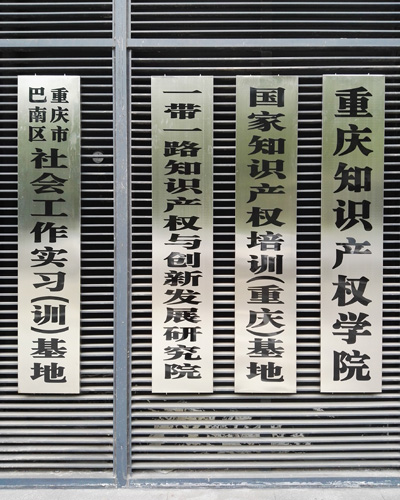 重庆知识产权学院
国家知识产权培训(重庆)基地
一带一路知识产权与创新发展研究院
重庆市
巴南区
社会工作实习(训)基地